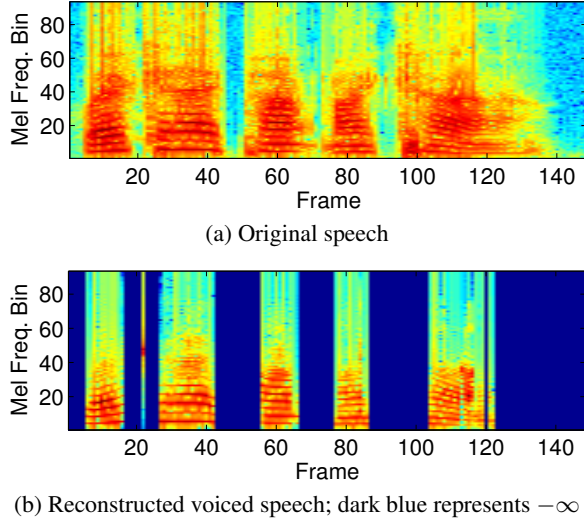 Mel Freq. Bin
80
60
40
20
20 40 60 80 100 120 140
Frame
(a) Original speech
Mel Freq. Bin
80
60
40
20
20 40 60 80 100 120 140
Frame
(b) Reconstructed voiced speech; dark blue represents −∞